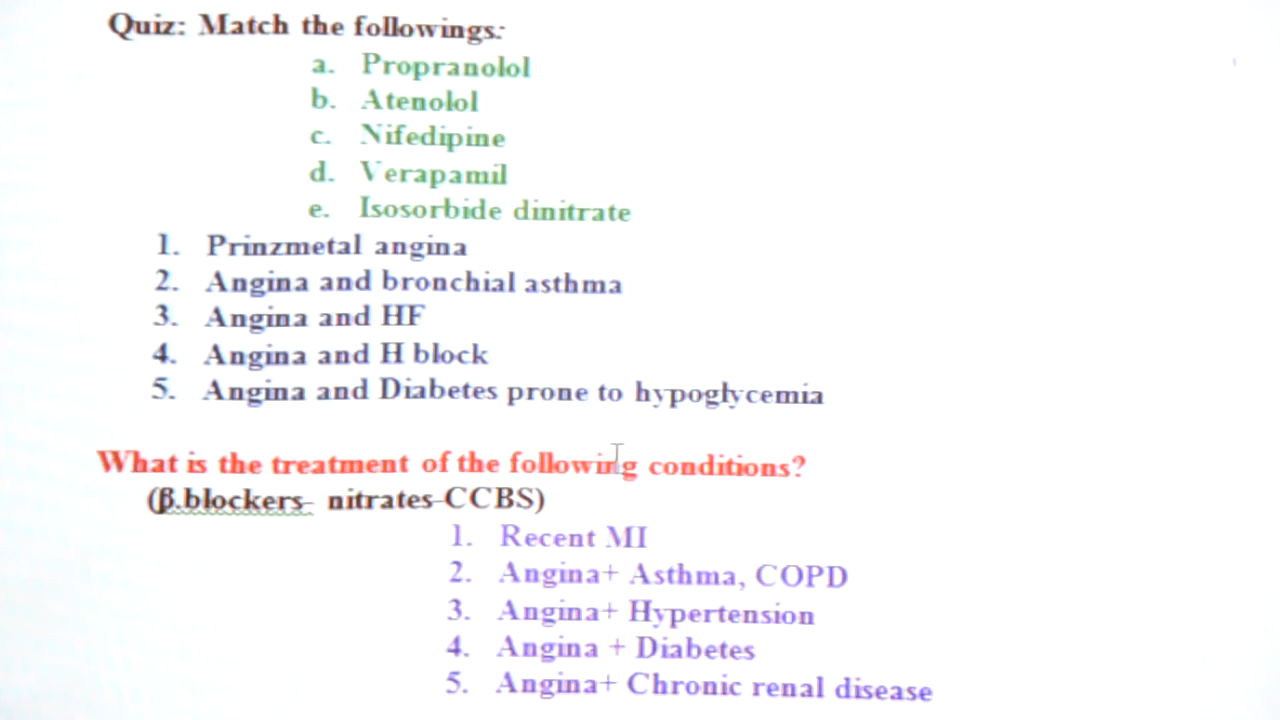 Quiz: Match the followings:
a. Propranolol
b. Atenolol
c. Nifedipine
d. Verapamil
e. Isosorbide dinitrate
1. Prinzmetal angina
2. Angina and bronchial asthma
3. Angina and HF
4. Angina and H block
5. Angina and Diabetes prone to hypoglycemia
What is the treatment of the following conditions?
(β.blockers- nitrates-CCBS)
1. Recent MI
2. Angina+ Asthma, COPD
3. Angina+ Hypertension
4. Angina + Diabetes
5. Angina+ Chronic renal disease